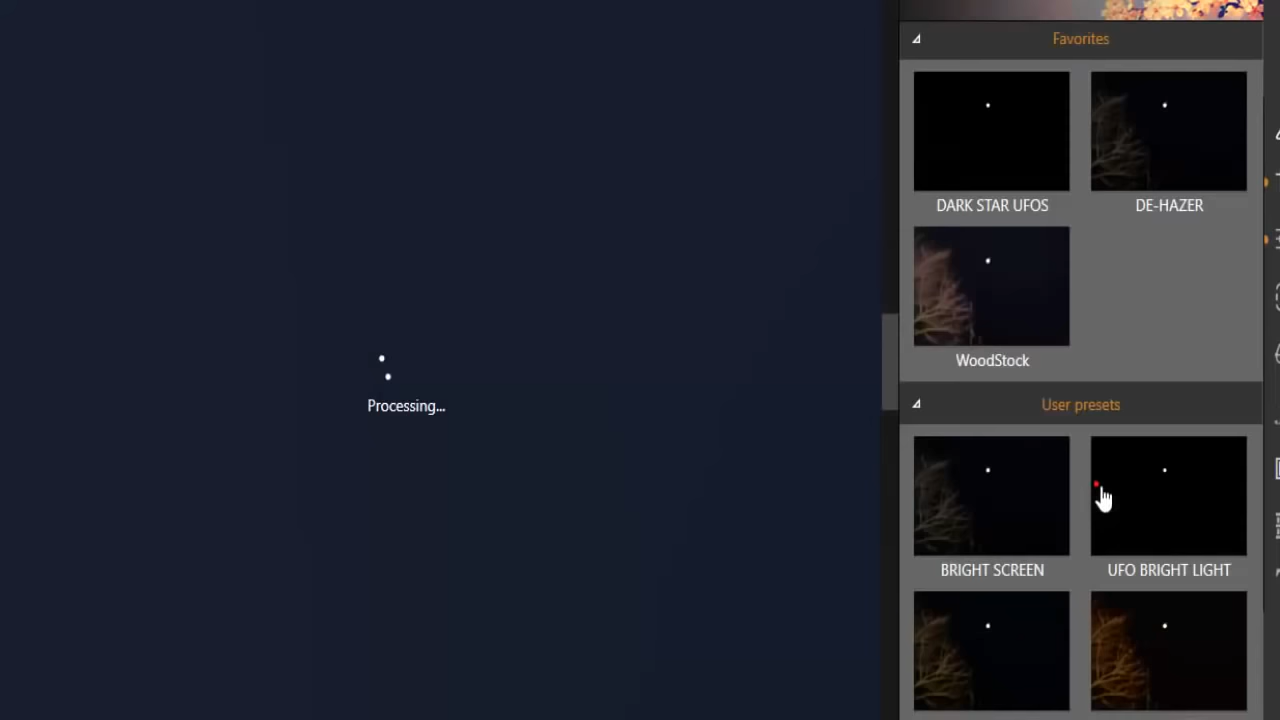 Favorites
DARK STAR UFOS
DE-HAZER
WoodStock
Processing...
User presets
BRIGHT SCREEN
UFO BRIGHT LIGHT